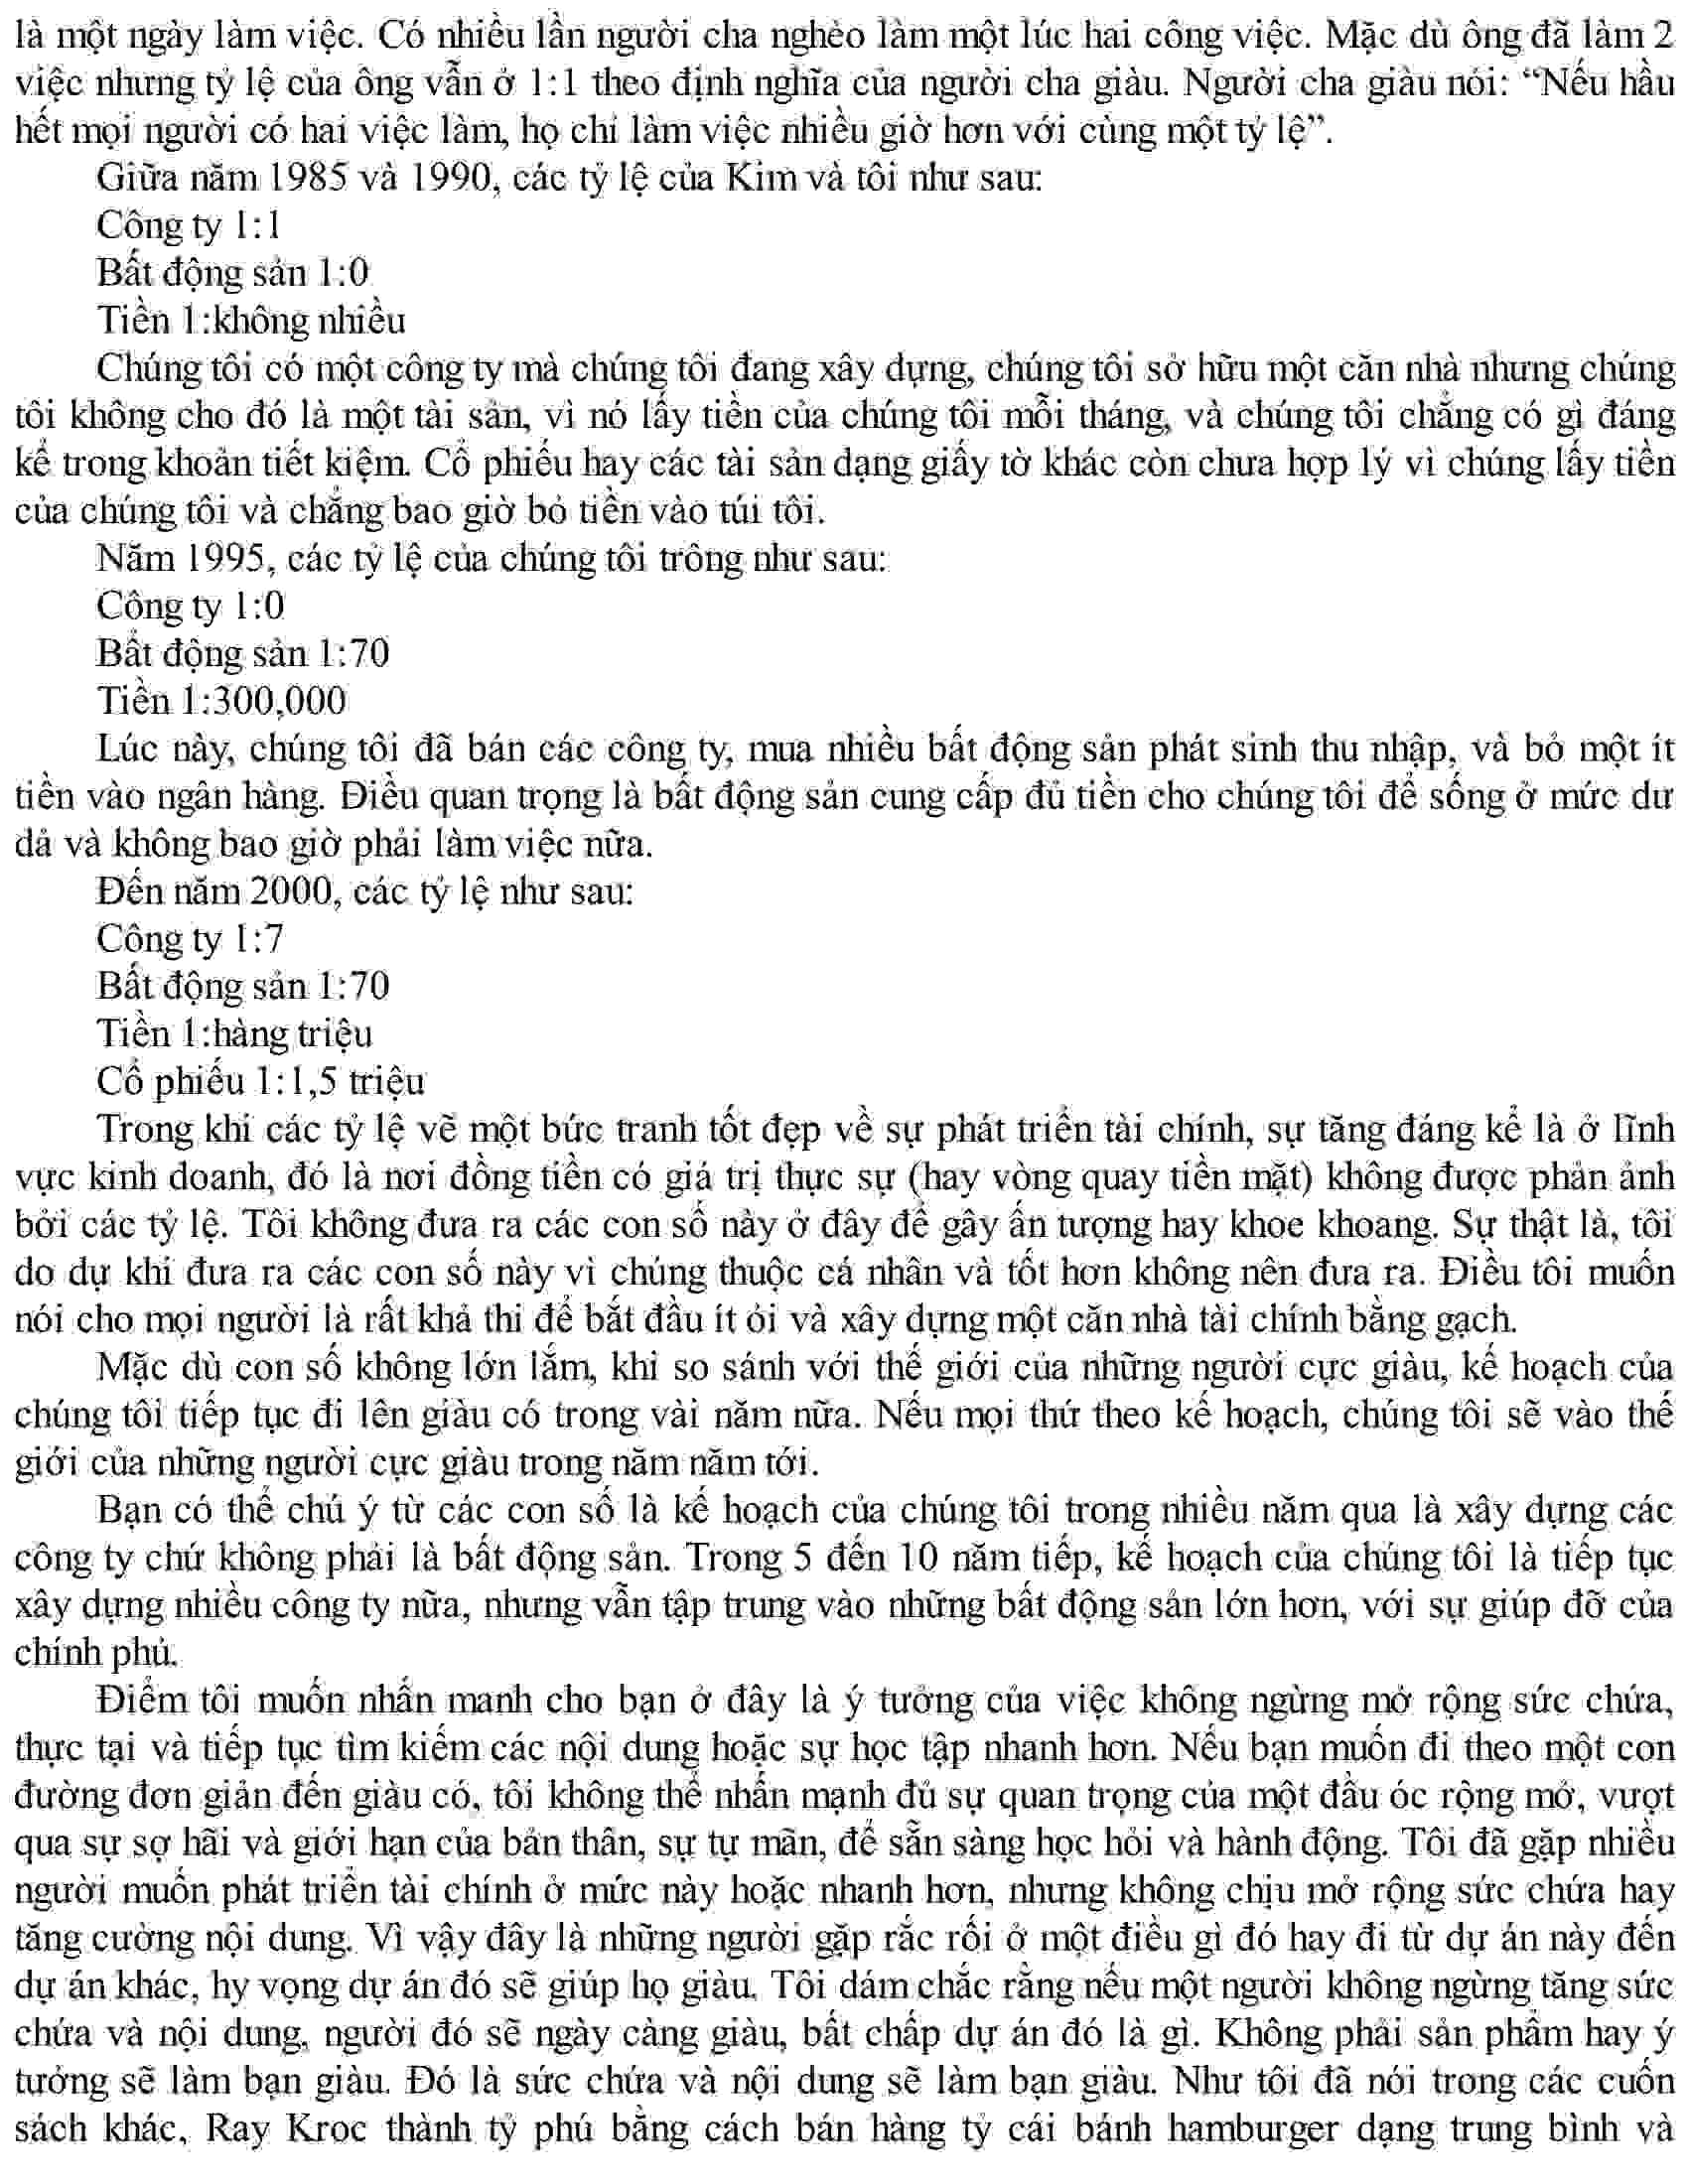 là một ngày làm việc. Có nhiều lần người cha nghèo làm một lúc hai công việc. Mặc dù ông đã làm 2
việc nhưng tỷ lệ của ông vẫn ở 1:1 theo định nghĩa của người cha giàu. Người cha giàu nói: “Nếu hầu
hết mọi người có hai việc làm, họ chỉ làm việc nhiều giờ hơn với cùng một tỷ lệ”.
Giữa năm 1985 và 1990, các tỷ lệ của Kim và tôi như sau:
Công ty 1:1
Bất động sản 1:0
Tiền 1:không nhiều
Chúng tôi có một công ty mà chúng tôi đang xây dựng, chúng tôi sở hữu một căn nhà nhưng chúng
tôi không cho đó là một tài sản, vì nó lấy tiền của chúng tôi mỗi tháng, và chúng tôi chẳng có gì đáng
kể trong khoản tiết kiệm. Cổ phiếu hay các tài sản dạng giấy tờ khác còn chưa hợp lý vì chúng lấy tiền
của chúng tôi và chẳng bao giờ bỏ tiền vào túi tôi.
Năm 1995, các tỷ lệ của chúng tôi trông như sau:
Công ty 1:0
Bất động sản 1:70
Tiền 1:300,000
Lúc này, chúng tôi đã bán các công ty, mua nhiều bất động sản phát sinh thu nhập, và bỏ một ít
tiền vào ngân hàng. Điều quan trọng là bất động sản cung cấp đủ tiền cho chúng tôi để sống ở mức dư
dả và không bao giờ phải làm việc nữa.
Đến năm 2000, các tỷ lệ như sau:
Công ty 1:7
Bất động sản 1:70
Tiền 1:hàng triệu
Cổ phiếu 1:1,5 triệu
Trong khi các tỷ lệ vẽ một bức tranh tốt đẹp về sự phát triển tài chính, sự tăng đáng kể là ở lĩnh
vực kinh doanh, đó là nơi đồng tiền có giá trị thực sự (hay vòng quay tiền mặt) không được phản ảnh
bởi các tỷ lệ. Tôi không đưa ra các con số này ở đây để gây ấn tượng hay khoe khoang. Sự thật là, tôi
do dự khi đưa ra các con số này vì chúng thuộc cá nhân và tốt hơn không nên đưa ra. Điều tôi muốn
nói cho mọi người là rất khả thi để bắt đầu ít ỏi và xây dựng một căn nhà tài chính bằng gạch.
Mặc dù con số không lớn lắm, khi so sánh với thế giới của những người cực giàu, kế hoạch của
chúng tôi tiếp tục đi lên giàu có trong vài năm nữa. Nếu mọi thứ theo kế hoạch, chúng tôi sẽ vào thế
giới của những người cực giàu trong năm năm tới.
Bạn có thể chú ý từ các con số là kế hoạch của chúng tôi trong nhiều năm qua là xây dựng các
công ty chứ không phải là bất động sản. Trong 5 đến 10 năm tiếp, kế hoạch của chúng tôi là tiếp tục
xây dựng nhiều công ty nữa, nhưng vẫn tập trung vào những bất động sản lớn hơn, với sự giúp đỡ của
chính phủ.
Điểm tôi muốn nhấn manh cho bạn ở đây là ý tưởng của việc không ngừng mở rộng sức chứa,
thực tại và tiếp tục tìm kiếm các nội dung hoặc sự học tập nhanh hơn. Nếu bạn muốn đi theo một con
đường đơn giản đến giàu có, tôi không thể nhấn mạnh đủ sự quan trọng của một đầu óc rộng mở, vượt
qua sự sợ hãi và giới hạn của bản thân, sự tự mãn, để sẵn sàng học hỏi và hành động. Tôi đã gặp nhiều
người muốn phát triển tài chính ở mức này hoặc nhanh hơn, nhưng không chịu mở rộng sức chứa hay
tăng cường nội dung. Vì vậy đây là những người gặp rắc rối ở một điều gì đó hay đi từ dự án này đến
dự án khác, hy vọng dự án đó sẽ giúp họ giàu. Tôi dám chắc rằng nếu một người không ngừng tăng sức
chứa và nội dung, người đó sẽ ngày càng giàu, bất chấp dự án đó là gì. Không phải sản phẩm hay ý
tưởng sẽ làm bạn giàu. Đó là sức chứa và nội dung sẽ làm bạn giàu. Như tôi đã nói trong các cuốn
sách khác, Ray Kroc thành tỷ phú bằng cách bán hàng tỷ cái bánh hamburger dạng trung bình và